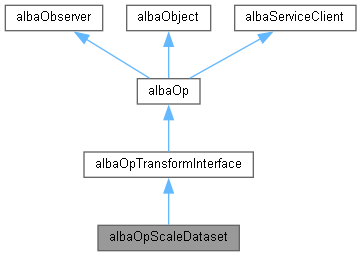 albaObserver
albaObject
albaServiceClient
albaOp
albaOpTransformInterface
albaOpScaleDataset